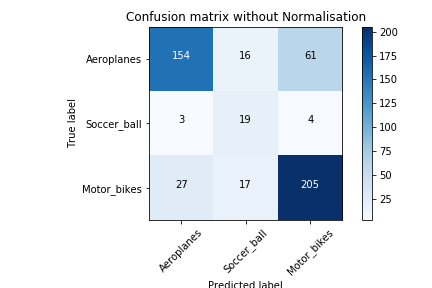 Confusion matrix without Normalisation
True label
Aeroplanes 154 16 61
Soccer_ball 3 19 4
Motor_bikes 27 17 205
Aeroplanes Soccer_ball Motor_bikes
Predicted label
200
175
150
125
100
75
50
25